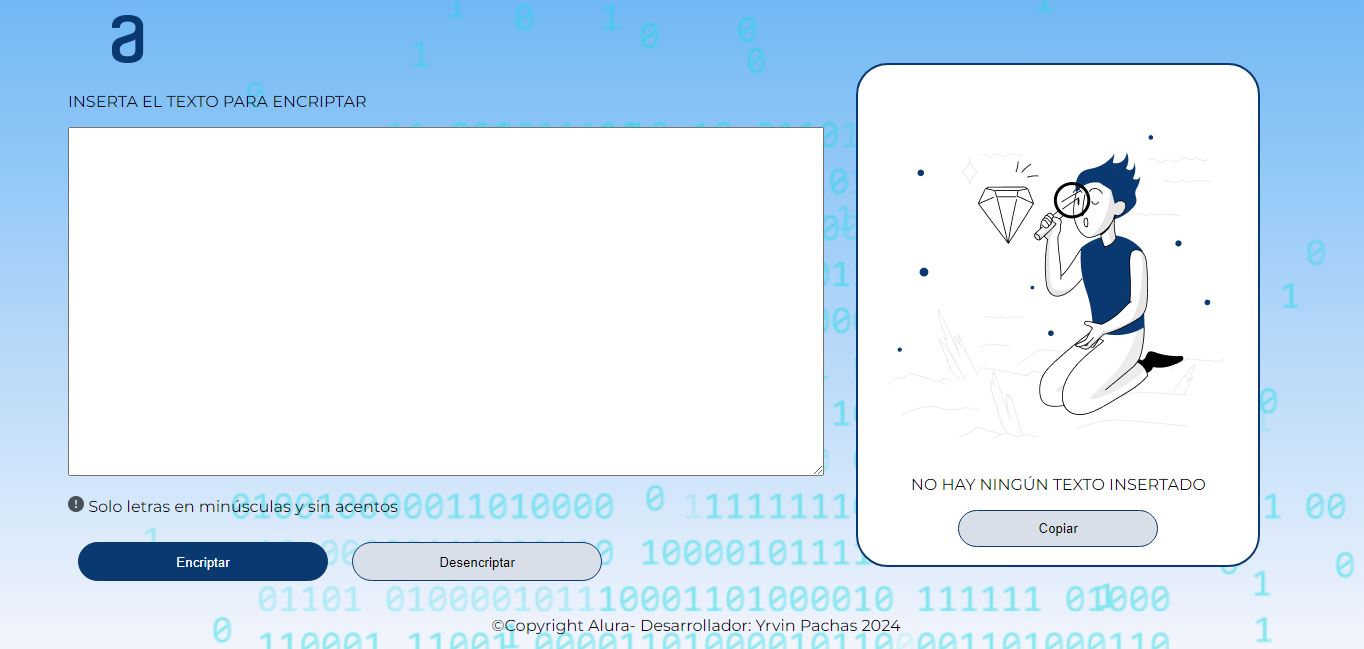 a
INSERTA EL TEXTO PARA ENCRIPTAR
NO HAY NINGÚN TEXTO INSERTADO
Copiar
! Solo letras en minúsculas y sin acentos
Encriptar
Desencriptar
©Copyright Alura- Desarrollador: Yrvin Pachas 2024